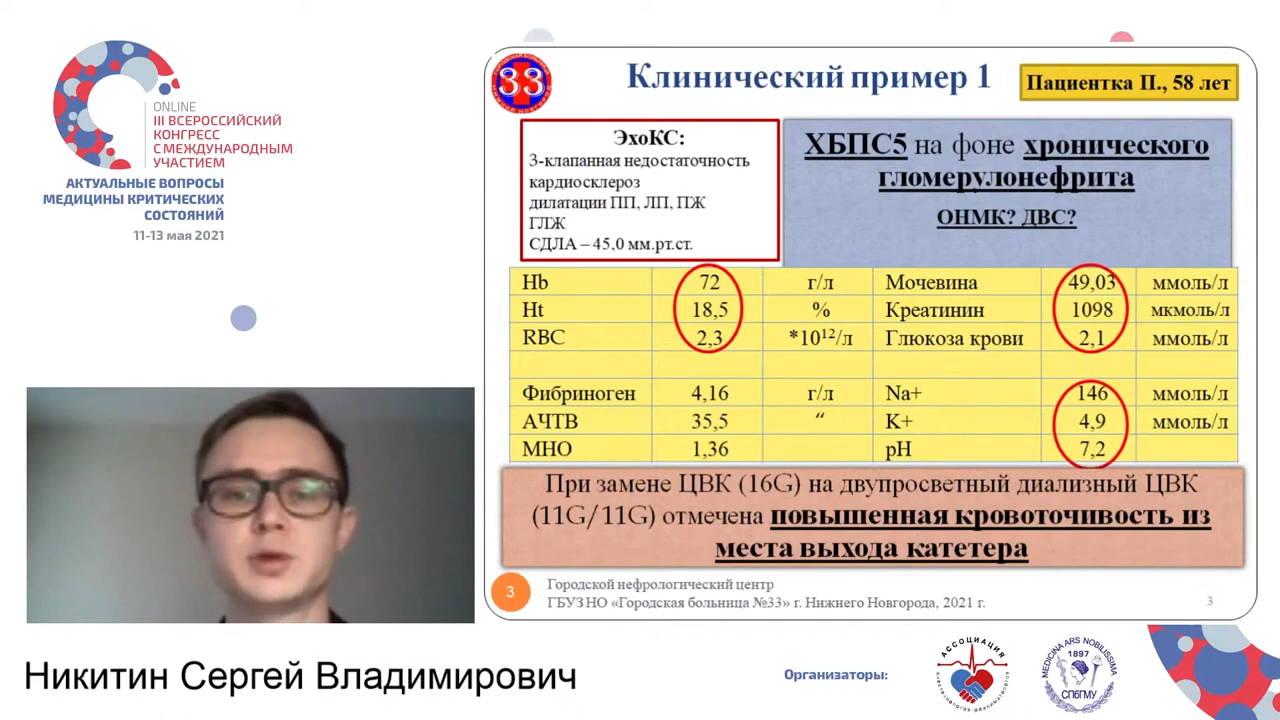 ONLINE
III ВСЕРОССИЙСКИЙ
КОНГРЕСС
С МЕЖДУНАРОДНЫМ
УЧАСТИЕМ
АКТУАЛЬНЫЕ ВОПРОСЫ
МЕДИЦИНЫ КРИТИЧЕСКИХ
СОСТОЯНИЙ
11-13 мая 2021
33
Клинический пример 1
Пациентка П., 58 лет
ЭхоКС:
3-клапанная недостаточность
кардиосклероз
дилатации ПП, ЛП, ПЖ
ГЛЖ
СДЛА – 45,0 мм.рт.ст.
ХБПС5 на фоне хронического
гломерулонефрита
ОНМК? ДВС?
Hb 72 г/л Мочевина 49,03 ммоль/л
Ht 18,5 % Креатинин 1098 мкмоль/л
RBC 2,3 *10¹²/л Глюкоза крови 2,1 ммоль/л
Фибриноген 4,16 г/л Na+ 146 ммоль/л
АЧТВ 35,5 “ K+ 4,9 ммоль/л
МНО 1,36 pH 7,2
При замене ЦВК (16G) на двупросветный диализный ЦВК
(11G/11G) отмечена повышенная кровоточивость из
места выхода катетера
3
Городской нефрологический центр
ГБУЗ НО «Городская больница №33» г. Нижнего Новгорода, 2021 г.
3
Никитин Сергей Владимирович
Организаторы:
АССОЦИАЦИЯ
MEDICINA ARS NOBILISSIMA
1897
СПбГМУ